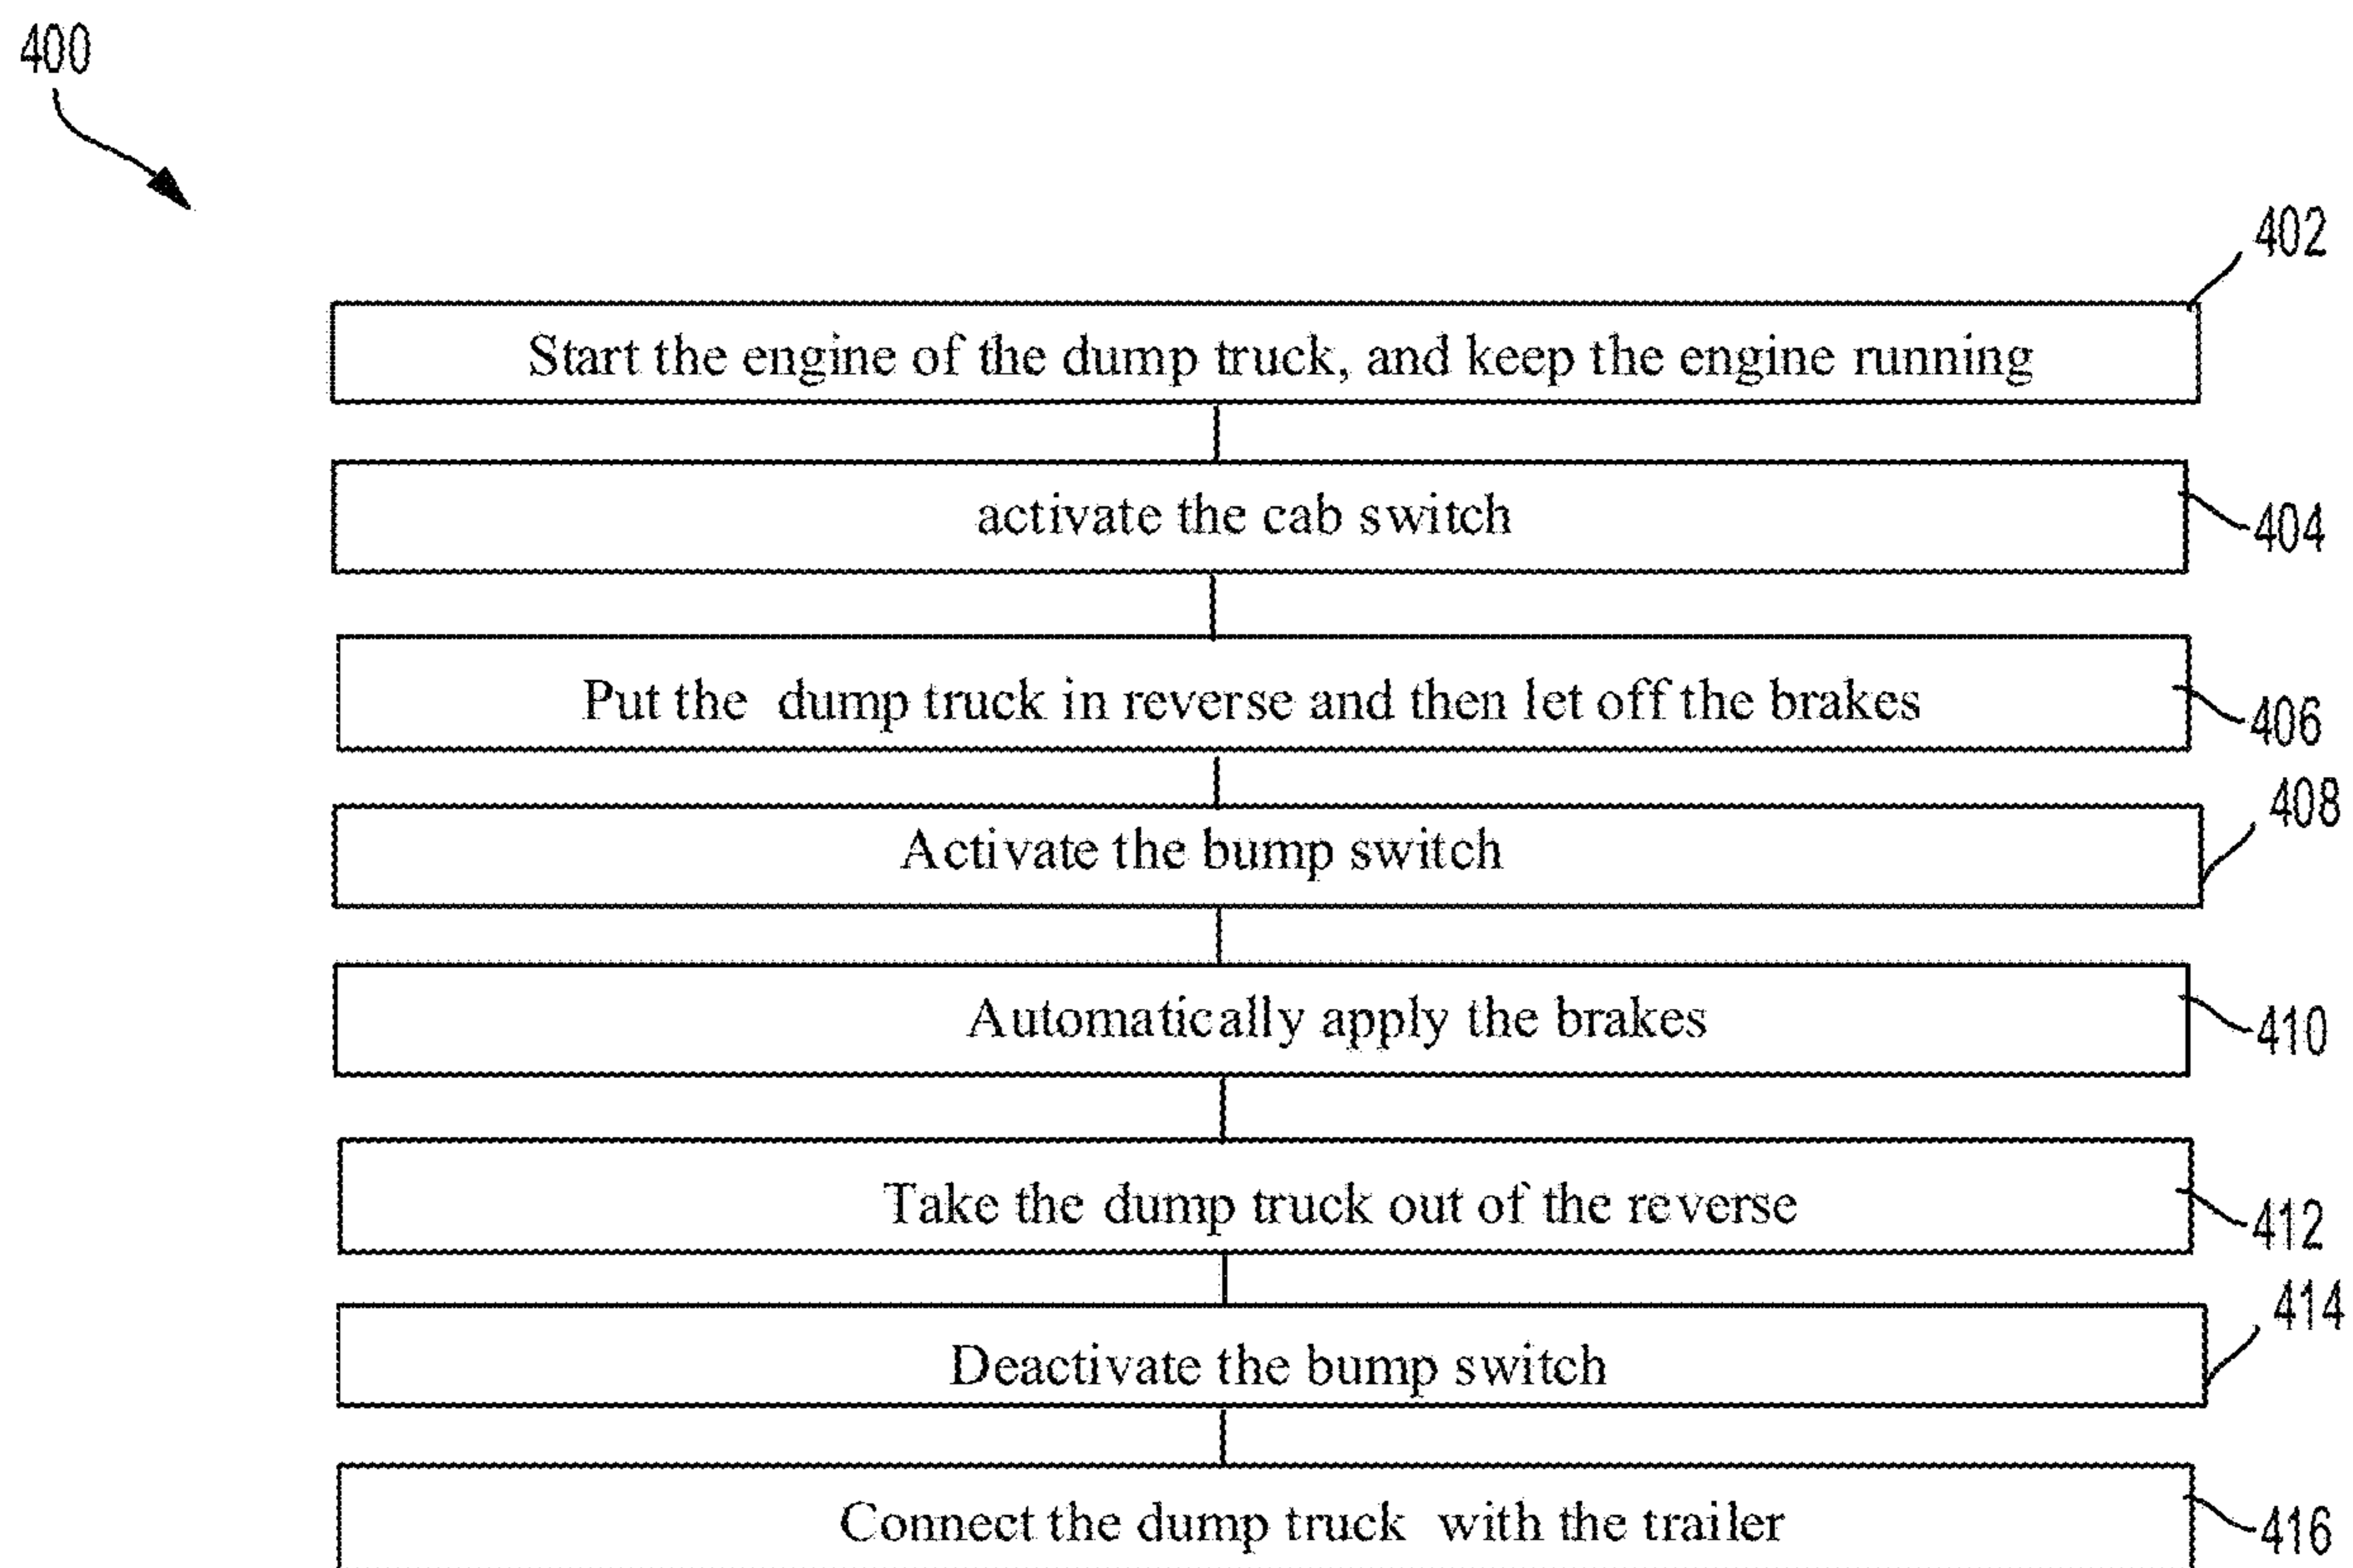 400
402
Start the engine of the dump truck, and keep the engine running
activate the cab switch
404
Put the dump truck in reverse and then let off the brakes
406
408
Activate the bump switch
Automatically apply the brakes
410
Take the dump truck out of the reverse
412
414
Deactivate the bump switch
Connect the dump truck with the trailer
416